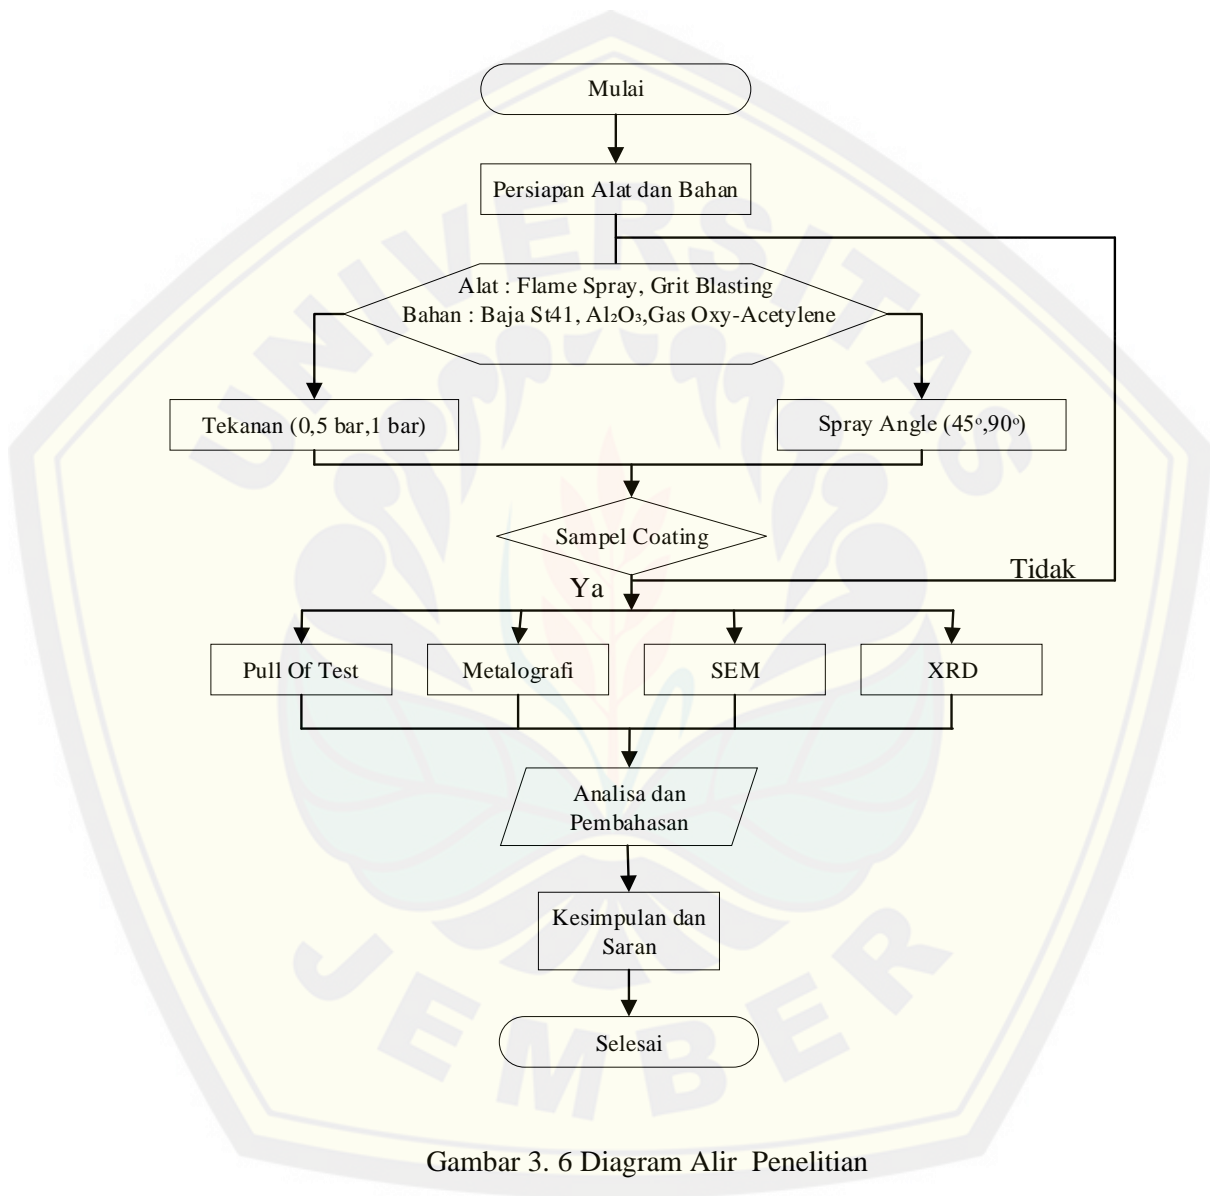 UNIVERSITAS
Mulai
Persiapan Alat dan Bahan
Alat : Flame Spray, Grit Blasting
Bahan : Baja St41, Al₂O₃,Gas Oxy-Acetylene
Tekanan (0,5 bar,1 bar)
Spray Angle (45º,90º)
Sampel Coating
Tidak
Ya
Pull Of Test
Metalografi
SEM
XRD
Analisa dan
Pembahasan
Kesimpulan dan
Saran
Selesai
JEMBER
Gambar 3. 6 Diagram Alir Penelitian